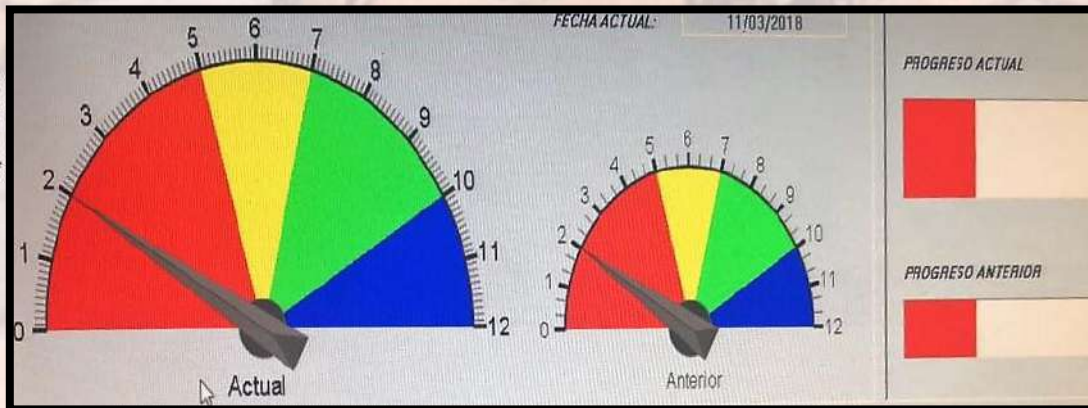 FECHA ACTUAL: 11/03/2018
0 1 2 3 4 5 6 7 8 9 10 11 12
Actual
0 1 2 3 4 5 6 7 8 9 10 11 12
Anterior
PROGRESO ACTUAL
PROGRESO ANTERIOR